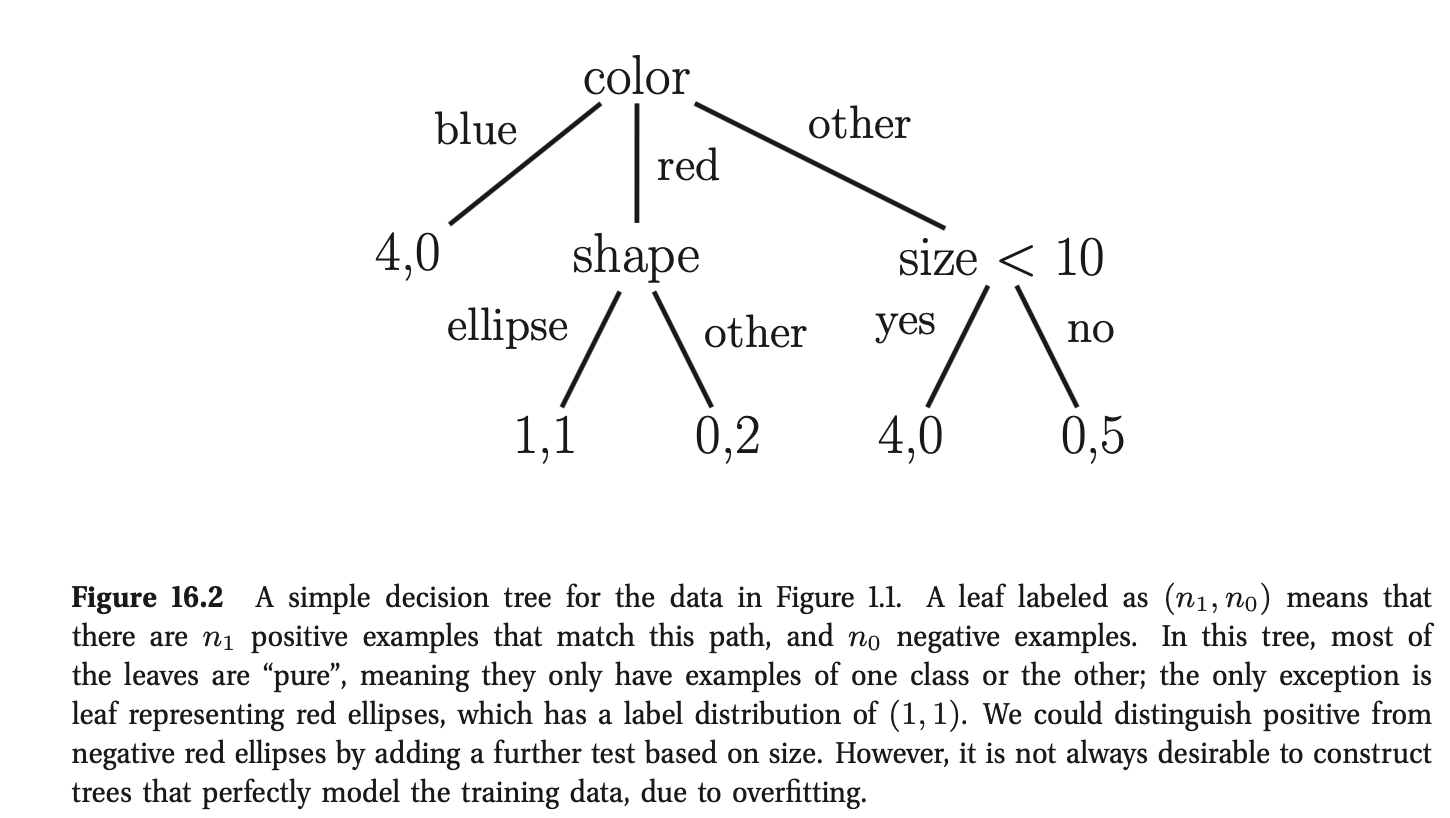 color
blue
other
red
4,0
shape
size < 10
ellipse
other
yes
no
1,1
0,2
4,0
0,5
Figure 16.2 A simple decision tree for the data in Figure 1.1. A leaf labeled as (n₁, n₀) means that
there are n₁ positive examples that match this path, and n₀ negative examples. In this tree, most of
the leaves are “pure”, meaning they only have examples of one class or the other; the only exception is
leaf representing red ellipses, which has a label distribution of (1, 1). We could distinguish positive from
negative red ellipses by adding a further test based on size. However, it is not always desirable to construct
trees that perfectly model the training data, due to overfitting.